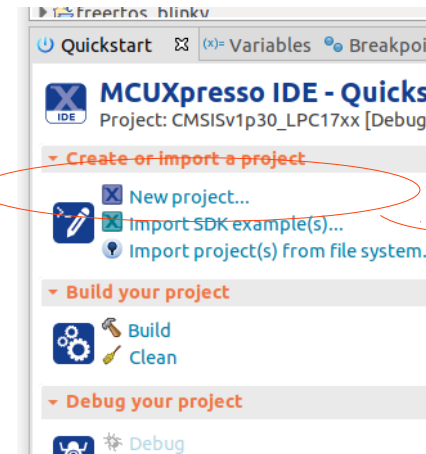 freertos_blinky
Quickstart (x)= Variables Breakpoi
MCUXpresso IDE - Quicks
IDE Project: CMSISv1p30_LPC17xx [Debug
Create or import a project
New project...
Import SDK example(s)...
Import project(s) from file system.
Build your project
Build
Clean
Debug your project
Debug